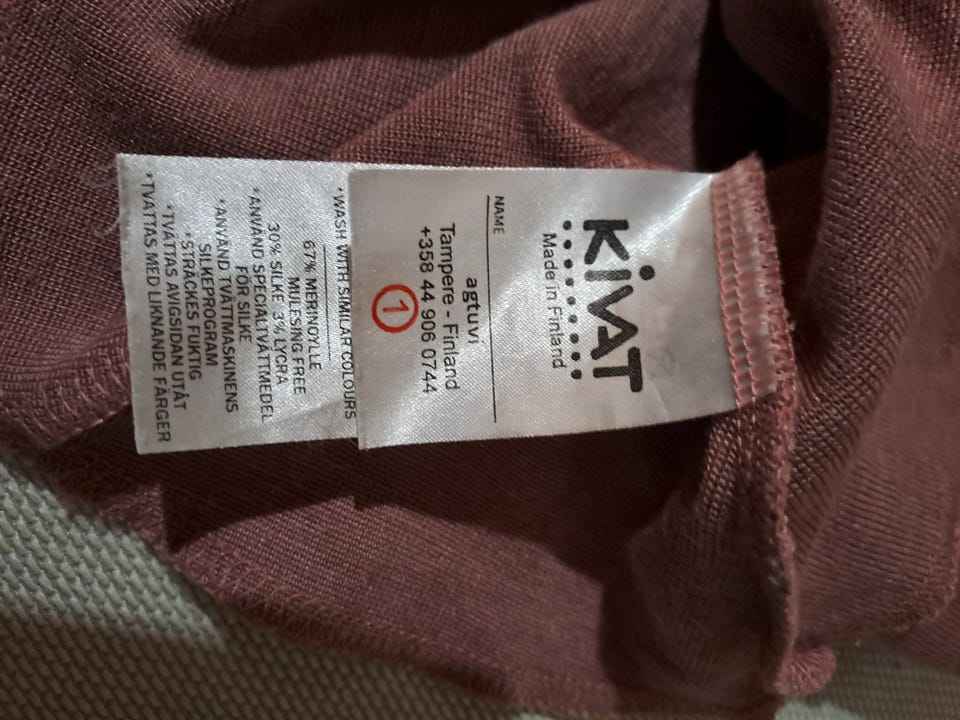 KiVAT
Made in Finland
NAME
agtuvi
Tampere - Finland
+358 44 906 0744
1
*WASH WITH SIMILAR COLOURS
67% MERINOYLLE
MULESING FREE
30% SILKE 3% LYCRA
*ANVÄND SPECIALTVÄTTMEDEL
FÖR SILKE
*ANVÄND TVÄTTMASKINENS
SILKEPROGRAM
*STRÄCKES FUKTIG
*TVÄTTAS AVIGSIDAN UTÅT
*TVÄTTAS MED LIKNANDE FÄRGER